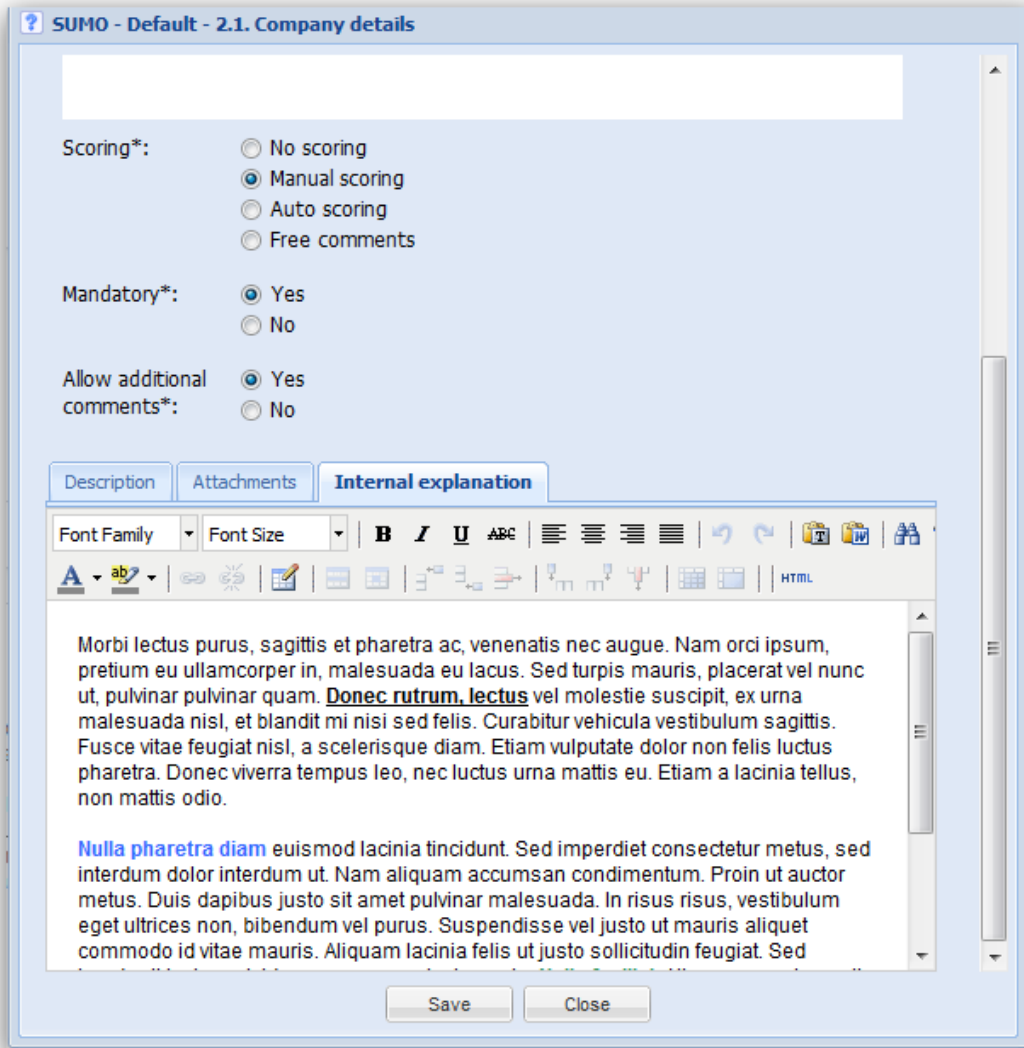 SUMO - Default - 2.1. Company details
Scoring*:
No scoring
Manual scoring
Auto scoring
Free comments
Mandatory*:
Yes
No
Allow additional
comments*:
Yes
No
Description Attachments Internal explanation
Font Family Font Size B I U ABC T W
A ab HTML
Morbi lectus purus, sagittis et pharetra ac, venenatis nec augue. Nam orci ipsum,
pretium eu ullamcorper in, malesuada eu lacus. Sed turpis mauris, placerat vel nunc
ut, pulvinar pulvinar quam. Donec rutrum, lectus vel molestie suscipit, ex urna
malesuada nisl, et blandit mi nisi sed felis. Curabitur vehicula vestibulum sagittis.
Fusce vitae feugiat nisl, a scelerisque diam. Etiam vulputate dolor non felis luctus
pharetra. Donec viverra tempus leo, nec luctus urna mattis eu. Etiam a lacinia tellus,
non mattis odio.
Nulla pharetra diam euismod lacinia tincidunt. Sed imperdiet consectetur metus, sed
interdum dolor interdum ut. Nam aliquam accumsan condimentum. Proin ut auctor
metus. Duis dapibus justo sit amet pulvinar malesuada. In risus risus, vestibulum
eget ultrices non, bibendum vel purus. Suspendisse vel justo ut mauris aliquet
commodo id vitae mauris. Aliquam lacinia felis ut justo sollicitudin feugiat. Sed
Save Close